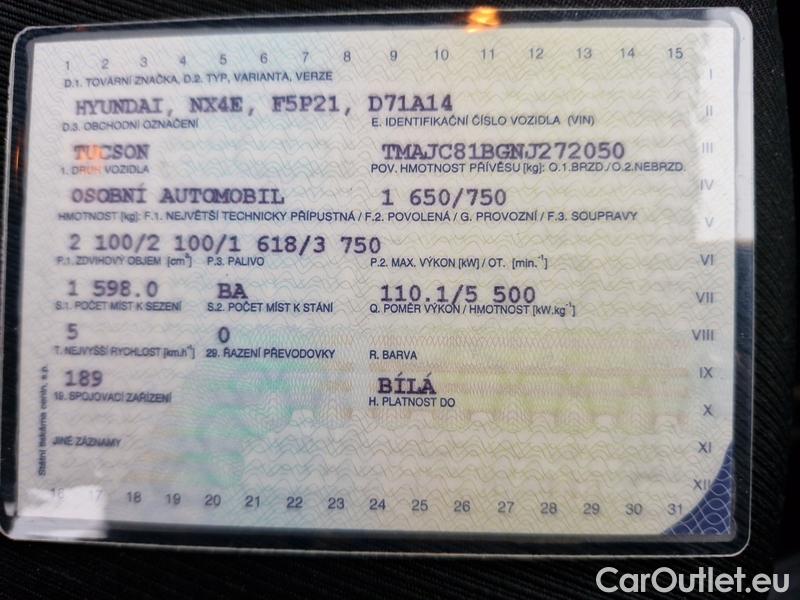 1 2 3 4 5 6 7 8 9 10 11 12 13 14 15
I
D.1. TOVÁRNÍ ZNAČKA, D.2. TYP, VARIANTA, VERZE
HYUNDAI, NX4E, F5P21, D71A14
II
D.3. OBCHODNÍ OZNAČENÍ E. IDENTIFIKAČNÍ ČÍSLO VOZIDLA (VIN)
TUCSON TMAJC81BGNJ272050
III
1. DRUH VOZIDLA POV. HMOTNOST PŘÍVĚSU [kg]: O.1.BRZD./O.2.NEBRZD.
OSOBNÍ AUTOMOBIL 1 650/750
IV
HMOTNOST [kg]: F.1. NEJVĚTŠÍ TECHNICKY PŘÍPUSTNÁ / F.2. POVOLENÁ / G. PROVOZNÍ / F.3. SOUPRAVY
V
2 100/2 100/1 618/3 750
P.1. ZDVIHOVÝ OBJEM [cm³] P.3. PALIVO P.2. MAX. VÝKON [kW] / OT. [min.⁻¹]
VI
1 598.0 BA 110.1/5 500
VII
S.1. POČET MÍST K SEZENÍ S.2. POČET MÍST K STÁNÍ Q. POMĚR VÝKON / HMOTNOST [kW.kg⁻¹]
5 0
VIII
T. NEJVYŠŠÍ RYCHLOST [km.h⁻¹] 29. ŘAZENÍ PŘEVODOVKY R. BARVA
189 BÍLÁ
IX
19. SPOJOVACÍ ZAŘÍZENÍ H. PLATNOST DO
X
JINÉ ZÁZNAMY
XI
XII
Státní tiskárna cenin, s.p.
16 17 18 19 20 21 22 23 24 25 26 27 28 29 30 31
CarOutlet.eu